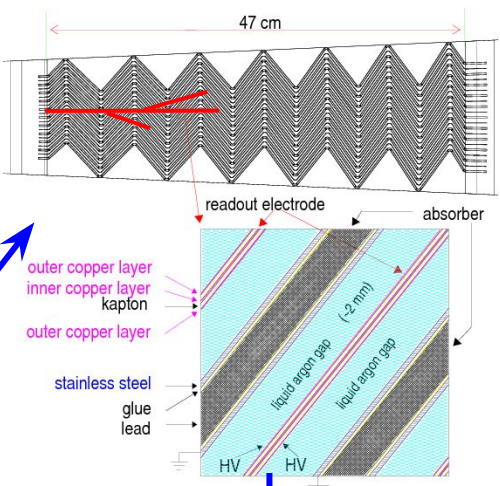 47 cm
readout electrode
absorber
outer copper layer
inner copper layer
kapton
outer copper layer
(~2 mm)
liquid argon gap
liquid argon gap
stainless steel
glue
lead
HV
HV